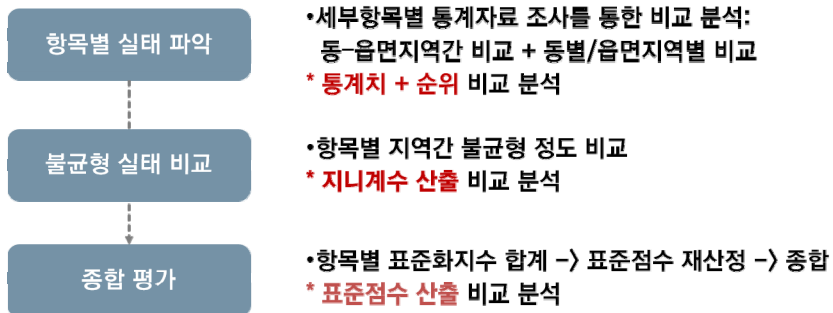 항목별 실태 파악
•세부항목별 통계자료 조사를 통한 비교 분석:
동-읍면지역간 비교 + 동별/읍면지역별 비교
* 통계치 + 순위 비교 분석
불균형 실태 비교
•항목별 지역간 불균형 정도 비교
* 지니계수 산출 비교 분석
종합 평가
•항목별 표준화지수 합계 -> 표준점수 재산정 -> 종합
* 표준점수 산출 비교 분석